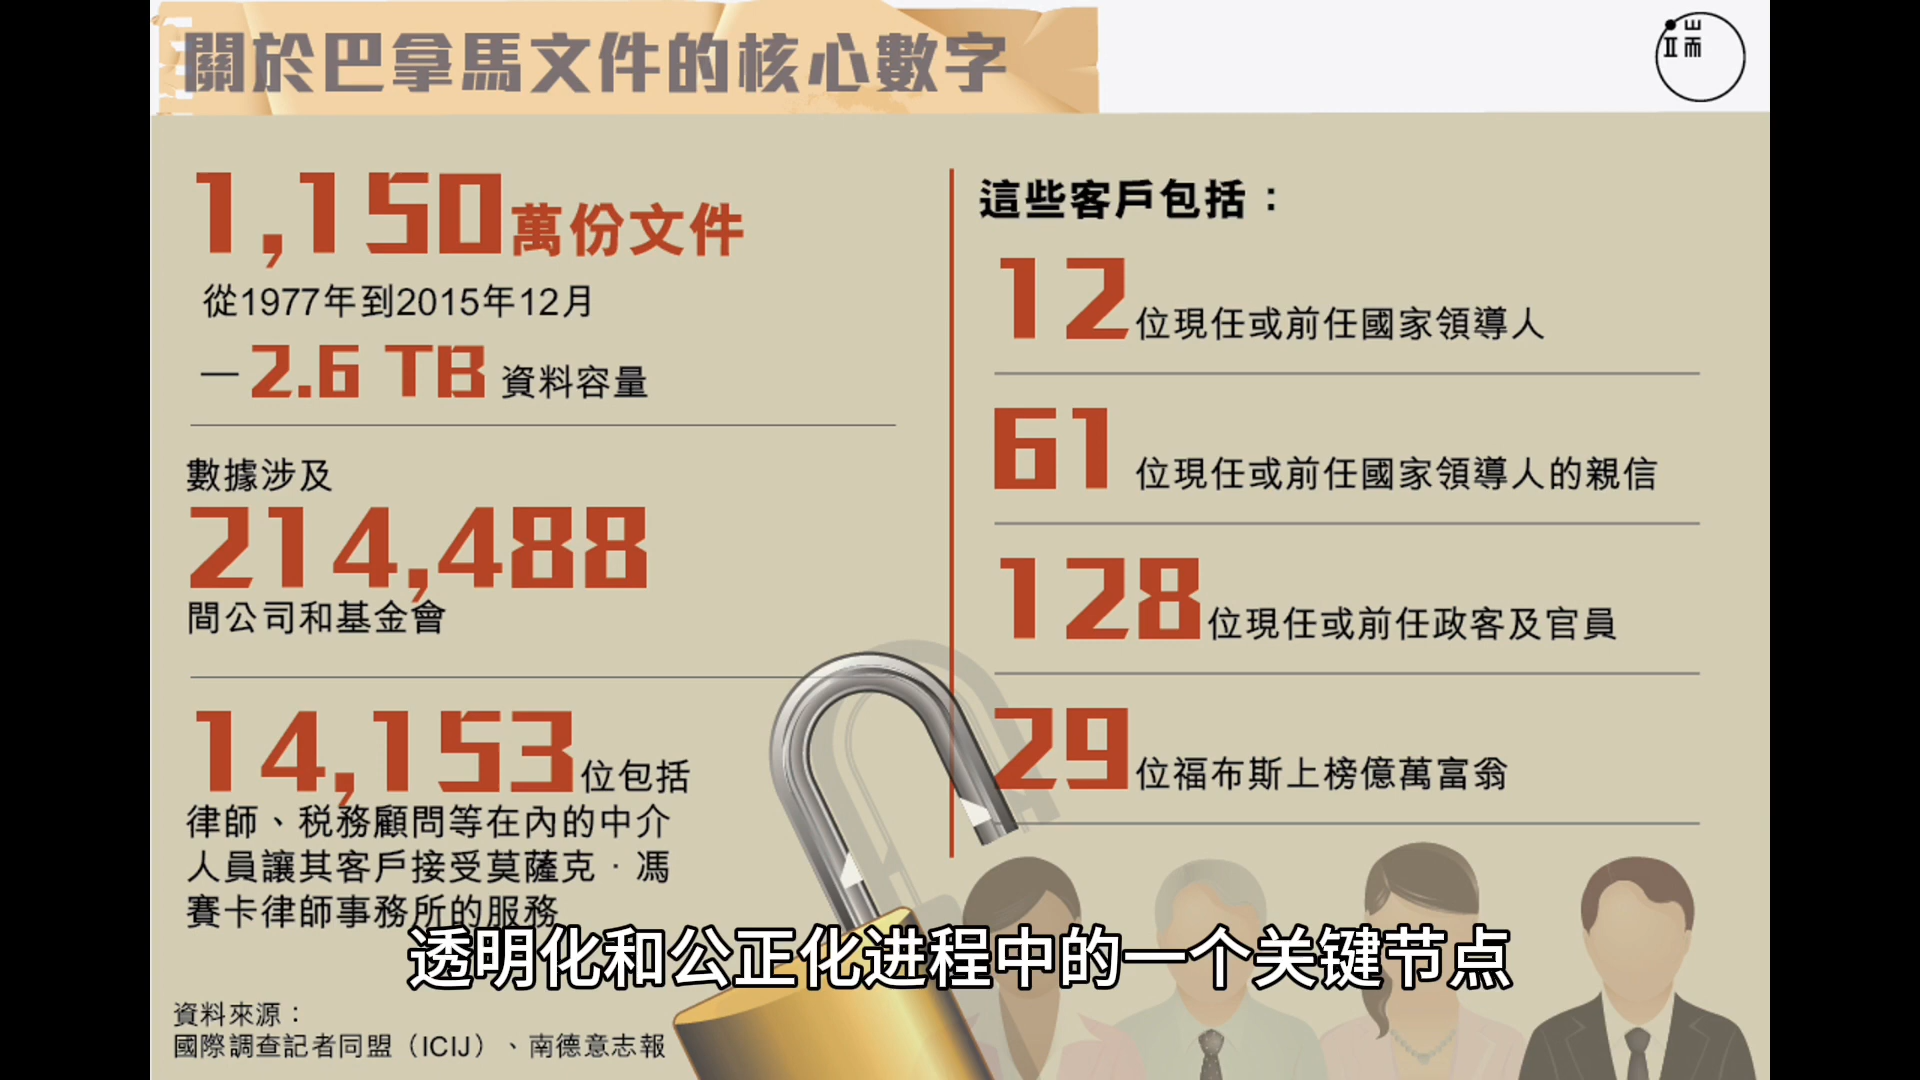 關於巴拿馬文件的核心數字
端
1,150萬份文件
從1977年到2015年12月
一2.6 TB 資料容量
數據涉及
214,488
間公司和基金會
14,153位包括
律師、税務顧問等在內的中介
人員讓其客戶接受莫薩克·馮
賽卡律師事務所的服務
資料來源：
國際調查記者同盟（ICIJ）、南德意志報
這些客戶包括：
12位現任或前任國家領導人
61 位現任或前任國家領導人的親信
128位現任或前任政客及官員
29位福布斯上榜億萬富翁
透明化和公正化进程中的一个关键节点